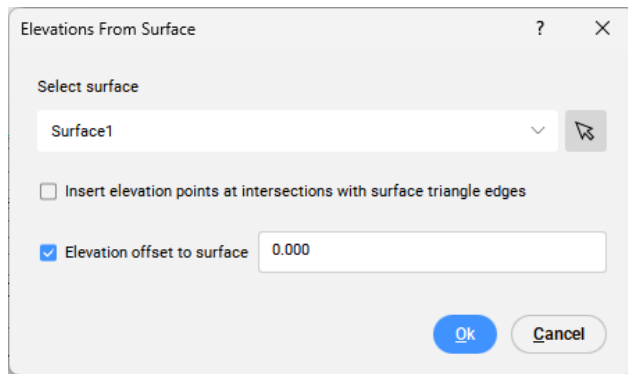 Elevations From Surface ?
Select surface
Surface1
Insert elevation points at intersections with surface triangle edges
Elevation offset to surface 0.000
Ok Cancel